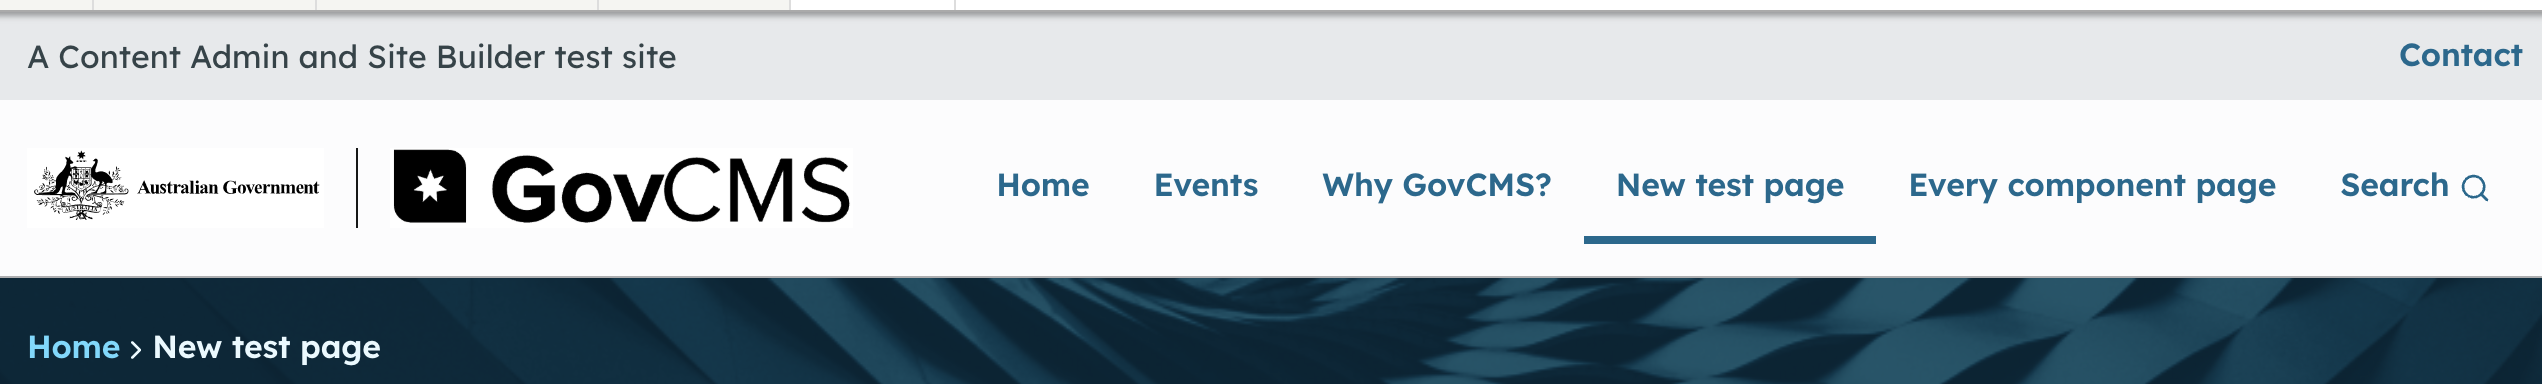 A Content Admin and Site Builder test site
Contact
Australian Government
GovCMS
Home
Events
Why GovCMS?
New test page
Every component page
Search
Home > New test page